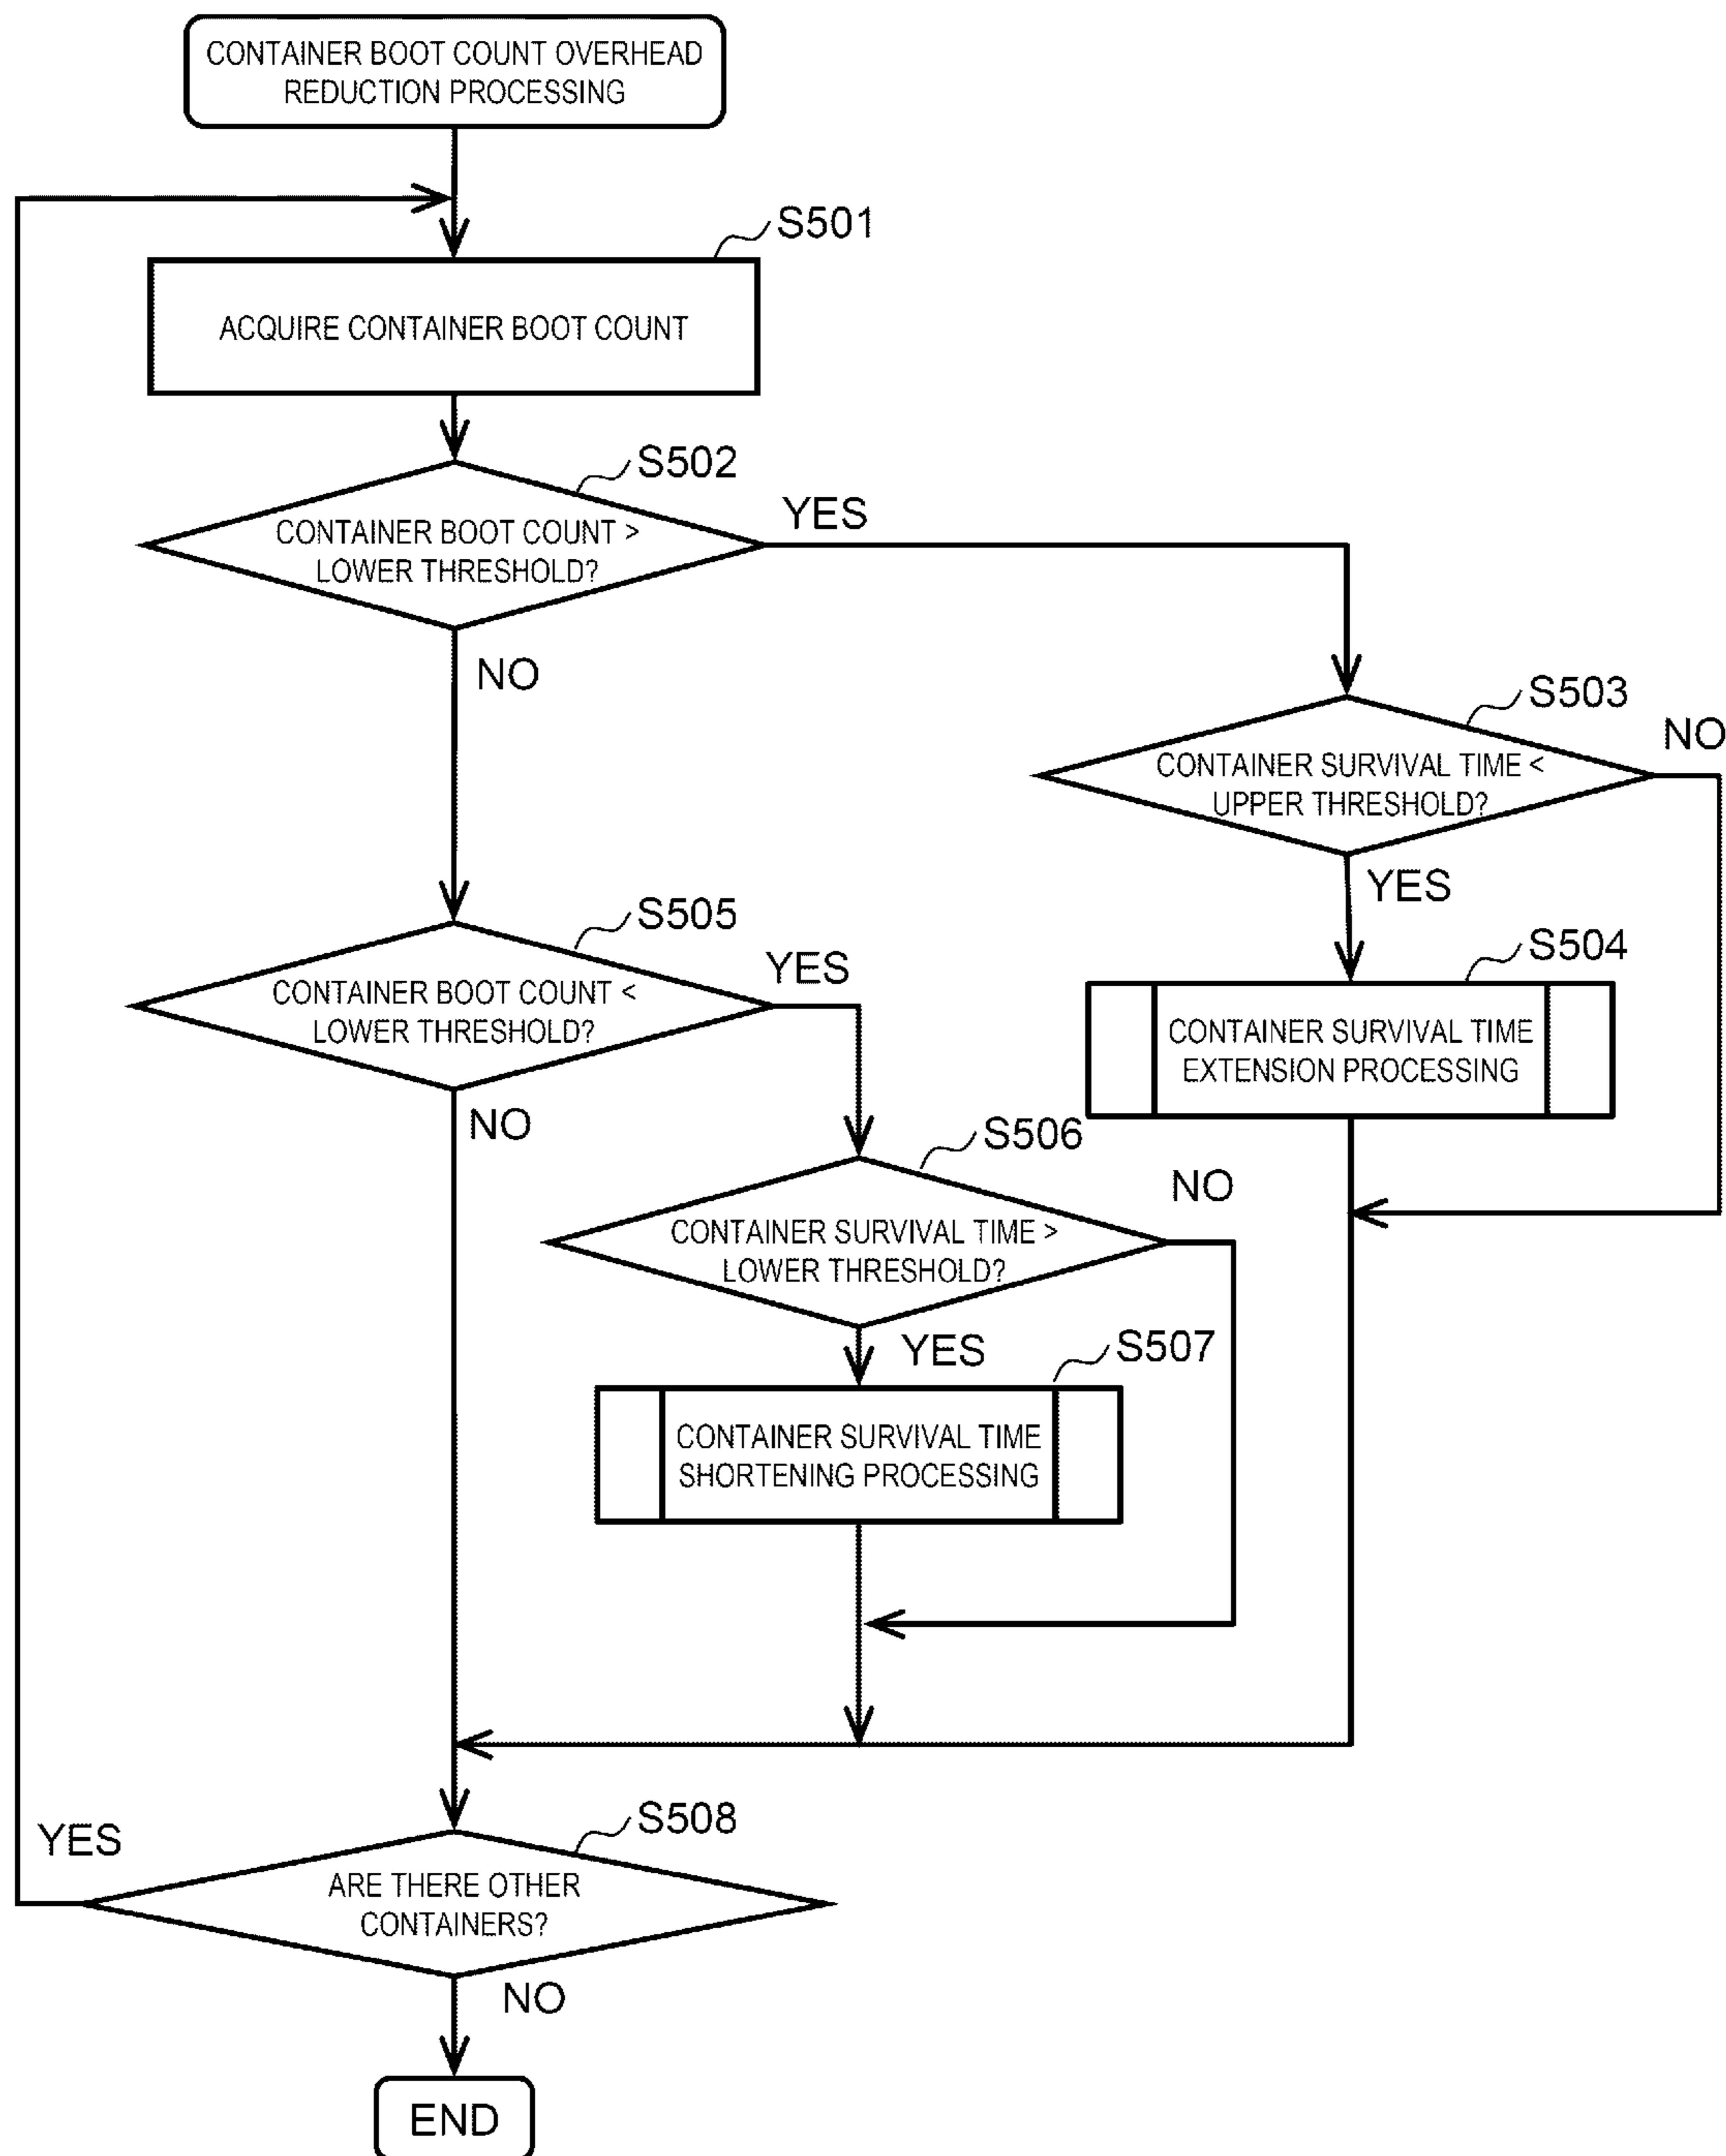 CONTAINER BOOT COUNT OVERHEAD
REDUCTION PROCESSING
S501
ACQUIRE CONTAINER BOOT COUNT
S502
CONTAINER BOOT COUNT >
LOWER THRESHOLD?
YES
NO
S503
CONTAINER SURVIVAL TIME <
UPPER THRESHOLD?
NO
YES
S504
CONTAINER SURVIVAL TIME
EXTENSION PROCESSING
S505
CONTAINER BOOT COUNT <
LOWER THRESHOLD?
YES
NO
S506
CONTAINER SURVIVAL TIME >
LOWER THRESHOLD?
NO
YES
S507
CONTAINER SURVIVAL TIME
SHORTENING PROCESSING
S508
YES
ARE THERE OTHER
CONTAINERS?
NO
END